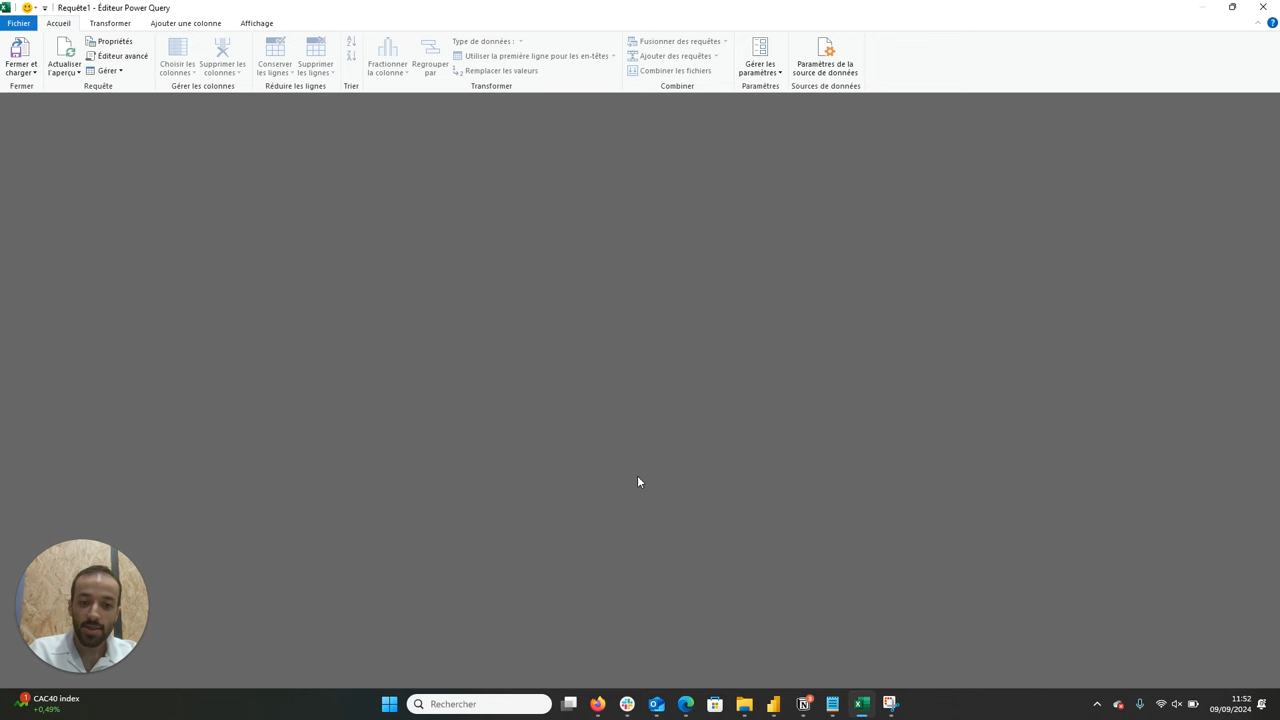 Requête1 - Éditeur Power Query
Fichier
Accueil
Transformer
Ajouter une colonne
Affichage
Fermer et
charger
Fermer
Actualiser
l'aperçu
Propriétés
Éditeur avancé
Gérer
Requête
Choisir les
colonnes
Supprimer les
colonnes
Gérer les colonnes
Conserver
les lignes
Supprimer
les lignes
Réduire les lignes
Trier
Fractionner
la colonne
Regrouper
par
Type de données :
Utiliser la première ligne pour les en-têtes
Remplacer les valeurs
Transformer
Fusionner des requêtes
Ajouter des requêtes
Combiner les fichiers
Combiner
Gérer les
paramètres
Paramètres
Paramètres de la
source de données
Sources de données
1
CAC40 index
+0,49%
Rechercher
11:52
09/09/2024